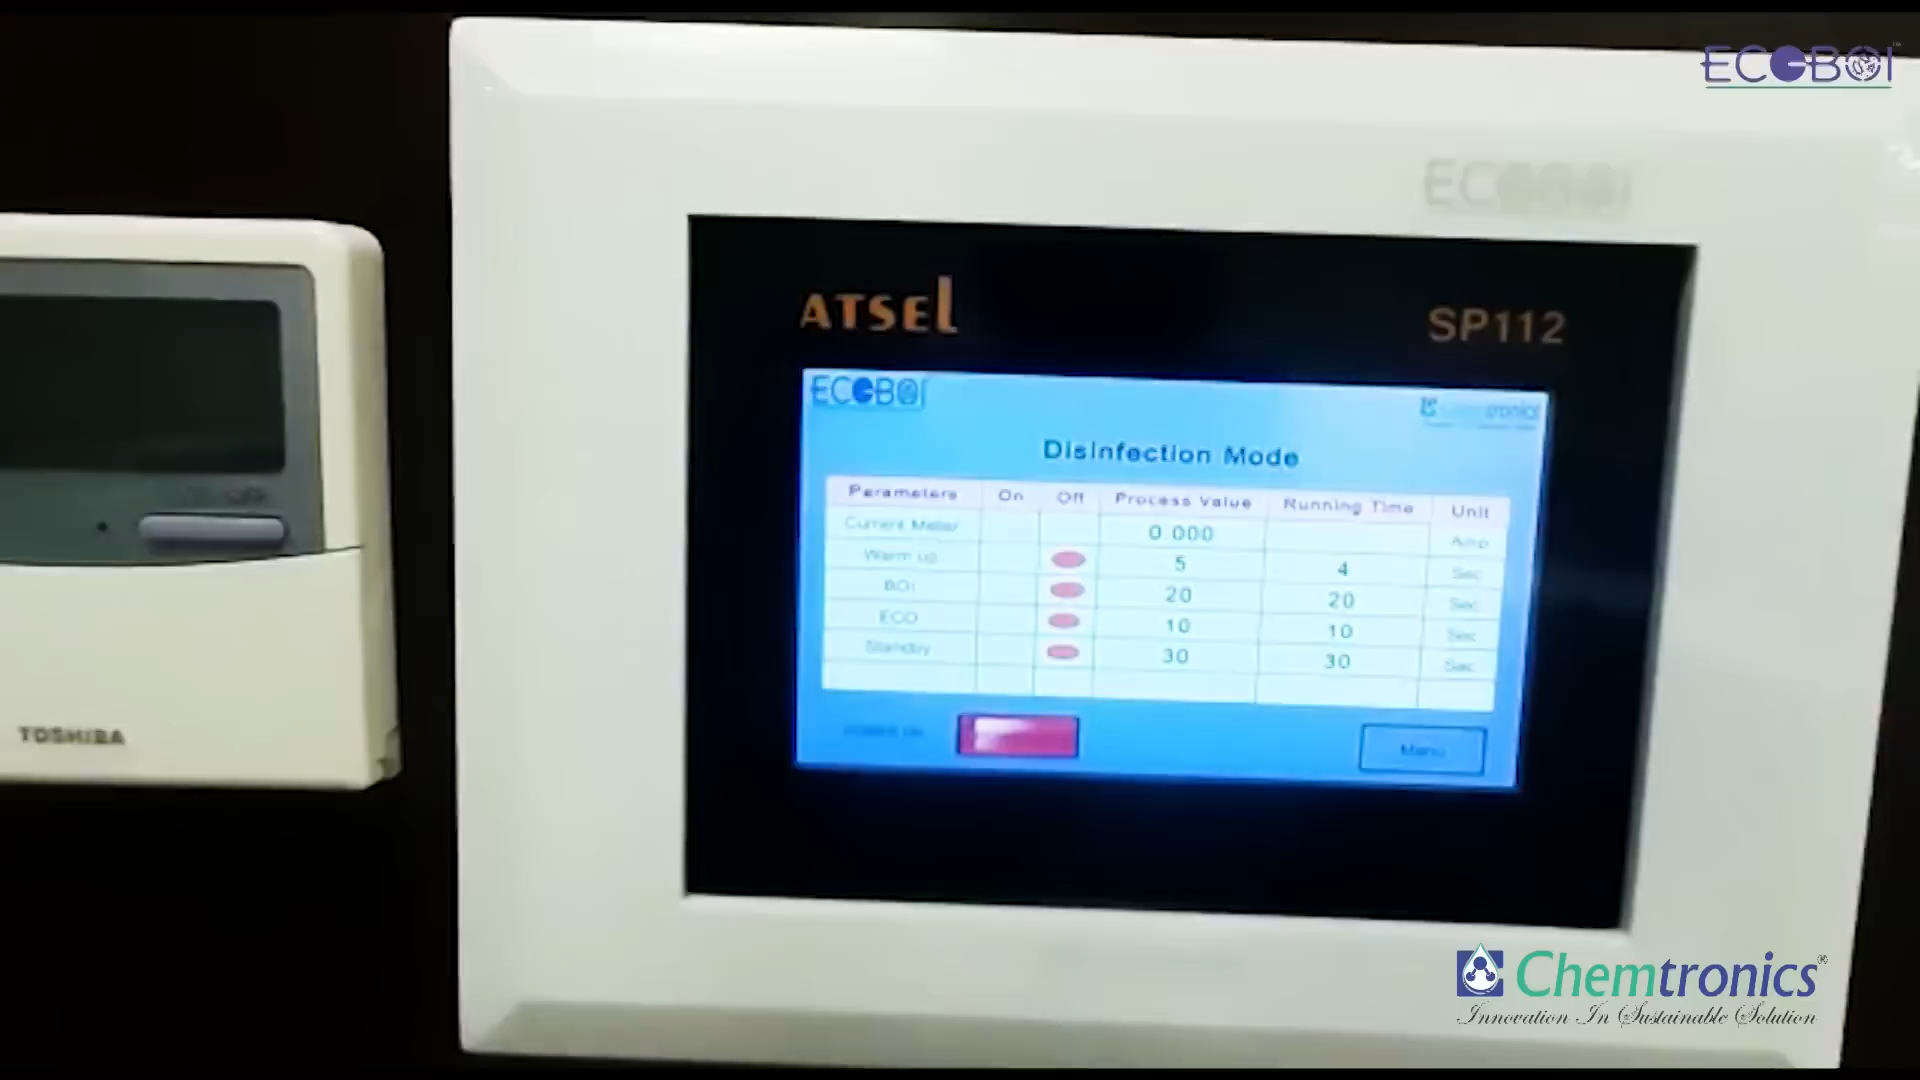 ECOBOI
ECOBOI
ATSEL
SP112
ECOBOI
Chemtronics
Disinfection Mode
Parameters On Off Process Value Running Time Unit
Current Meter 0.000 Amp
Warm up 5 4 Sec
BOI 20 20 Sec
ECO 10 10 Sec
Standby 30 30 Sec
Menu
TOSHIBA
Chemtronics®
Innovation In Sustainable Solution